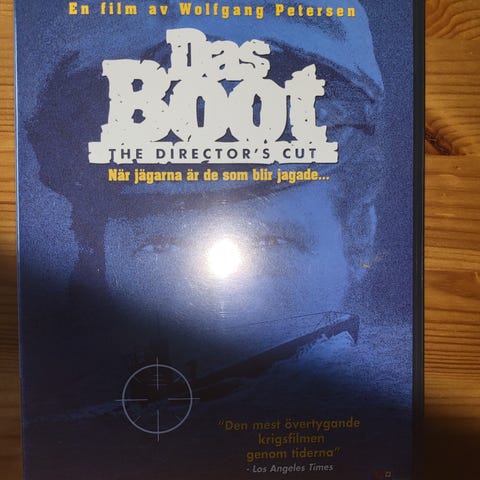 En film av Wolfgang Petersen
Das
Boot
THE DIRECTOR'S CUT
När jägarna är de som blir jagade...
"Den mest övertygande
krigsfilmen
genom tiderna"
- Los Angeles Times